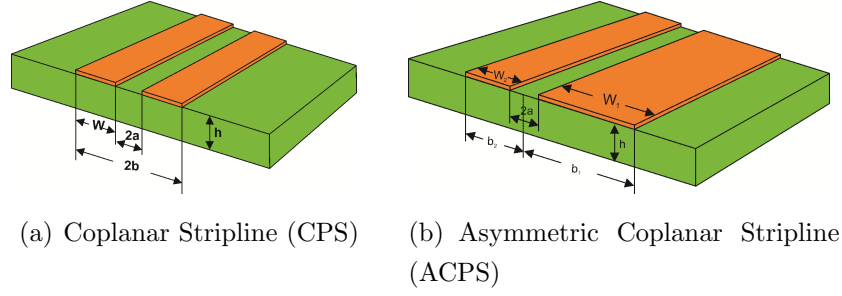 W
2a
2b
h
W₂
W₁
2a
b₂
b₁
h
(a) Coplanar Stripline (CPS)
(b) Asymmetric Coplanar Stripline
(ACPS)